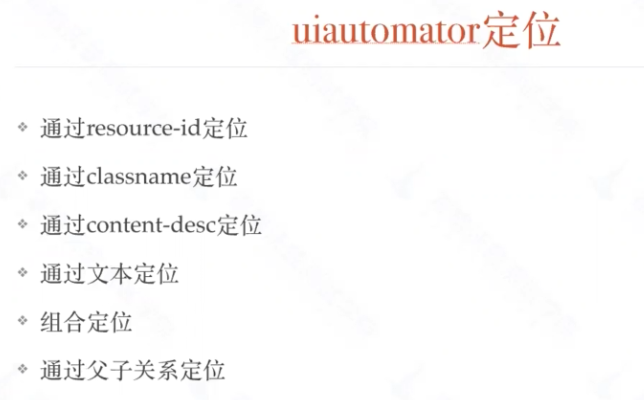 uiautomator定位
通过resource-id定位
通过classname定位
通过content-desc定位
通过文本定位
组合定位
通过父子关系定位